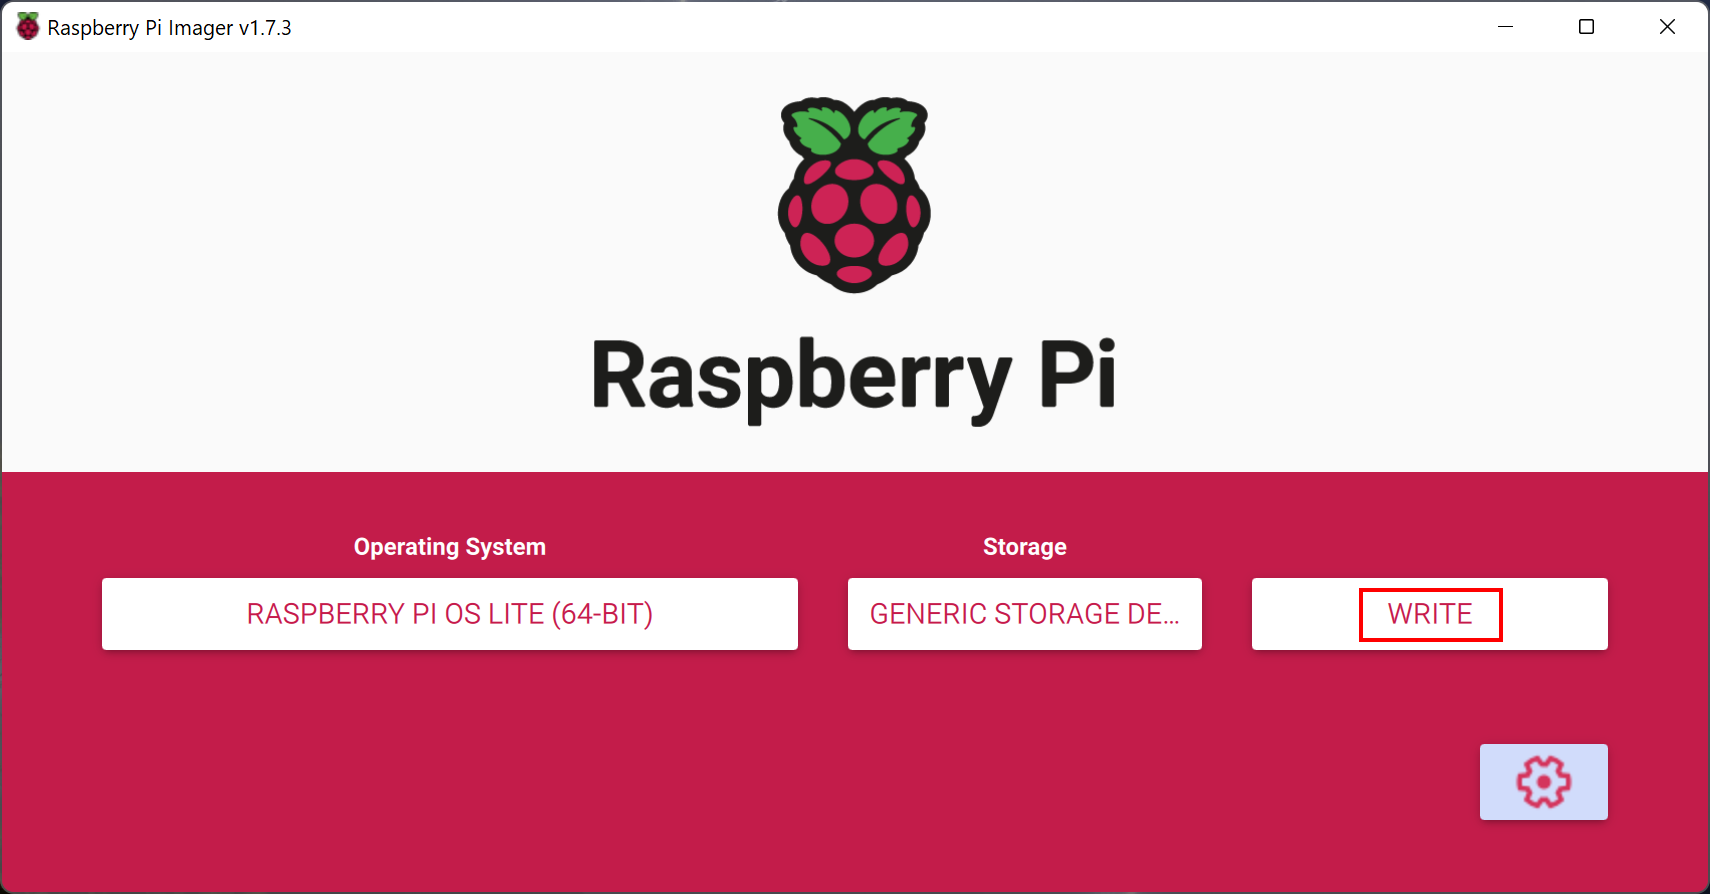 Raspberry Pi Imager v1.7.3
Raspberry Pi
Operating System
Storage
RASPBERRY PI OS LITE (64-BIT)
GENERIC STORAGE DE...
WRITE